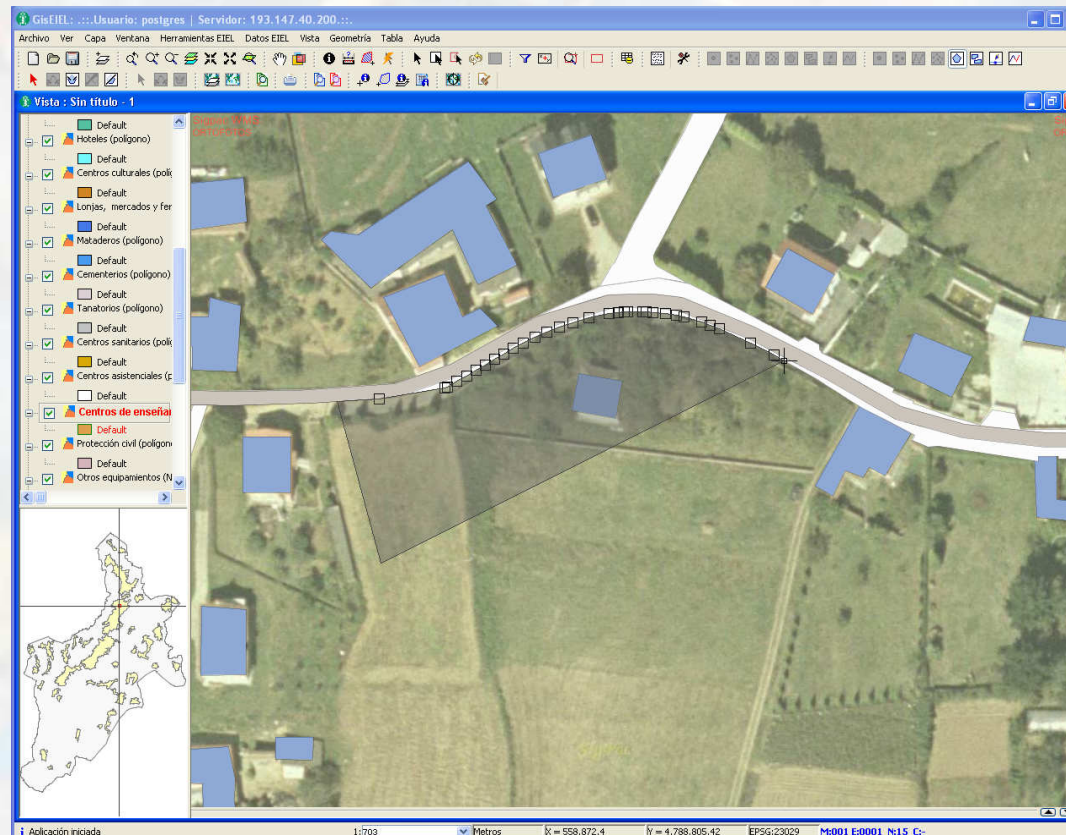 GisEIEL: .::.Usuario: postgres | Servidor: 193.147.40.200.::.
Archivo Ver Capa Ventana Herramientas EIEL Datos EIEL Vista Geometría Tabla Ayuda
Vista : Sin título - 1
Default
Hoteles (polígono)
Default
Centros culturales (polí
Default
Lonjas, mercados y fer
Default
Mataderos (polígono)
Default
Cementerios (polígono)
Default
Tanatorios (polígono)
Default
Centros sanitarios (polí
Default
Centros asistenciales (p
Default
Centros de enseñan
Default
Protección civil (polígon
Default
Otros equipamientos (N
Aplicación iniciada
1:703
Metros
X = 558.872,4
Y = 4.788.805,42
EPSG:23029
M:001 E:0001 N:15 C:-